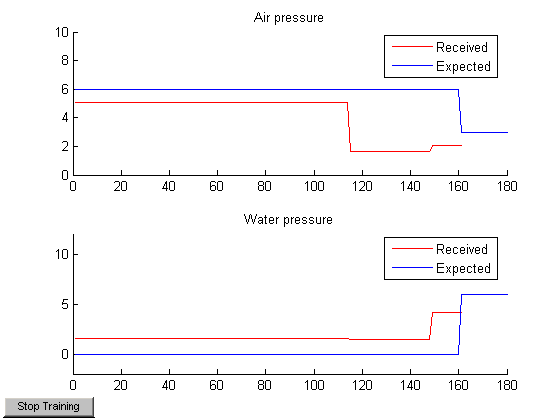 Air pressure
10
8
6
4
2
0
Received
Expected
0 20 40 60 80 100 120 140 160 180
Water pressure
10
5
0
Received
Expected
0 20 40 60 80 100 120 140 160 180
Stop Training